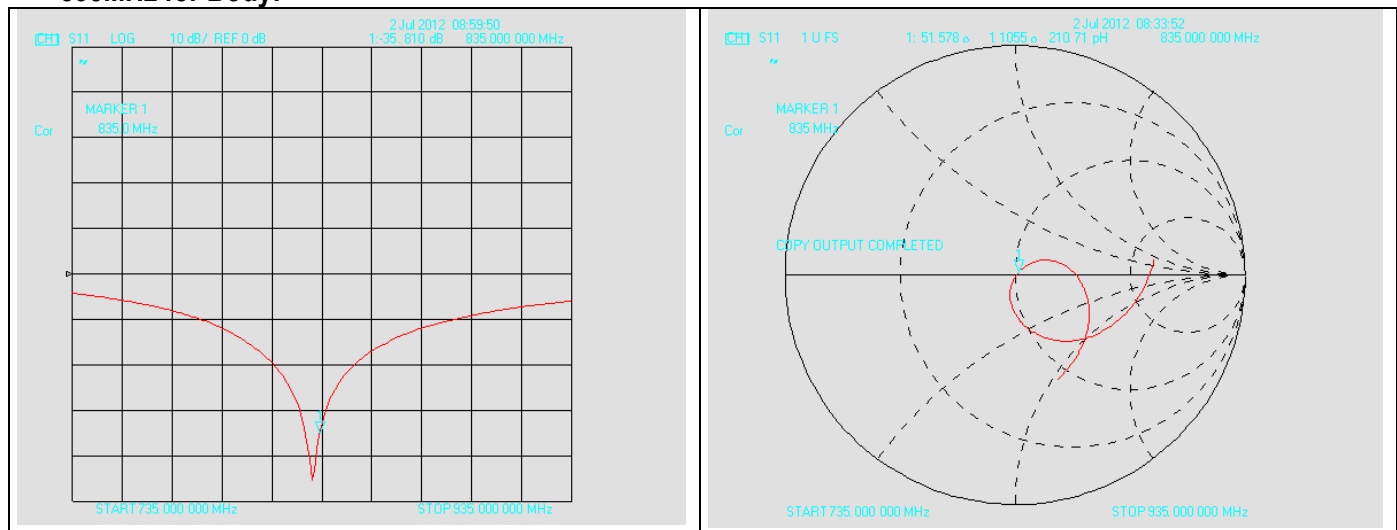 2 Jul 2012 08:59:50
CH1 S11 LOG 10 dB/ REF 0 dB 1:-35.810 dB 835.000 000 MHz
MARKER 1
835.0 MHz
Cor
1
START 735.000 000 MHz STOP 935.000 000 MHz
2 Jul 2012 08:33:52
CH1 S11 1 U FS 1: 51.578 Ω 1.1055 Ω 210.71 pH 835.000 000 MHz
MARKER 1
835 MHz
Cor
COPY OUTPUT COMPLETED
1
START 735.000 000 MHz STOP 935.000 000 MHz